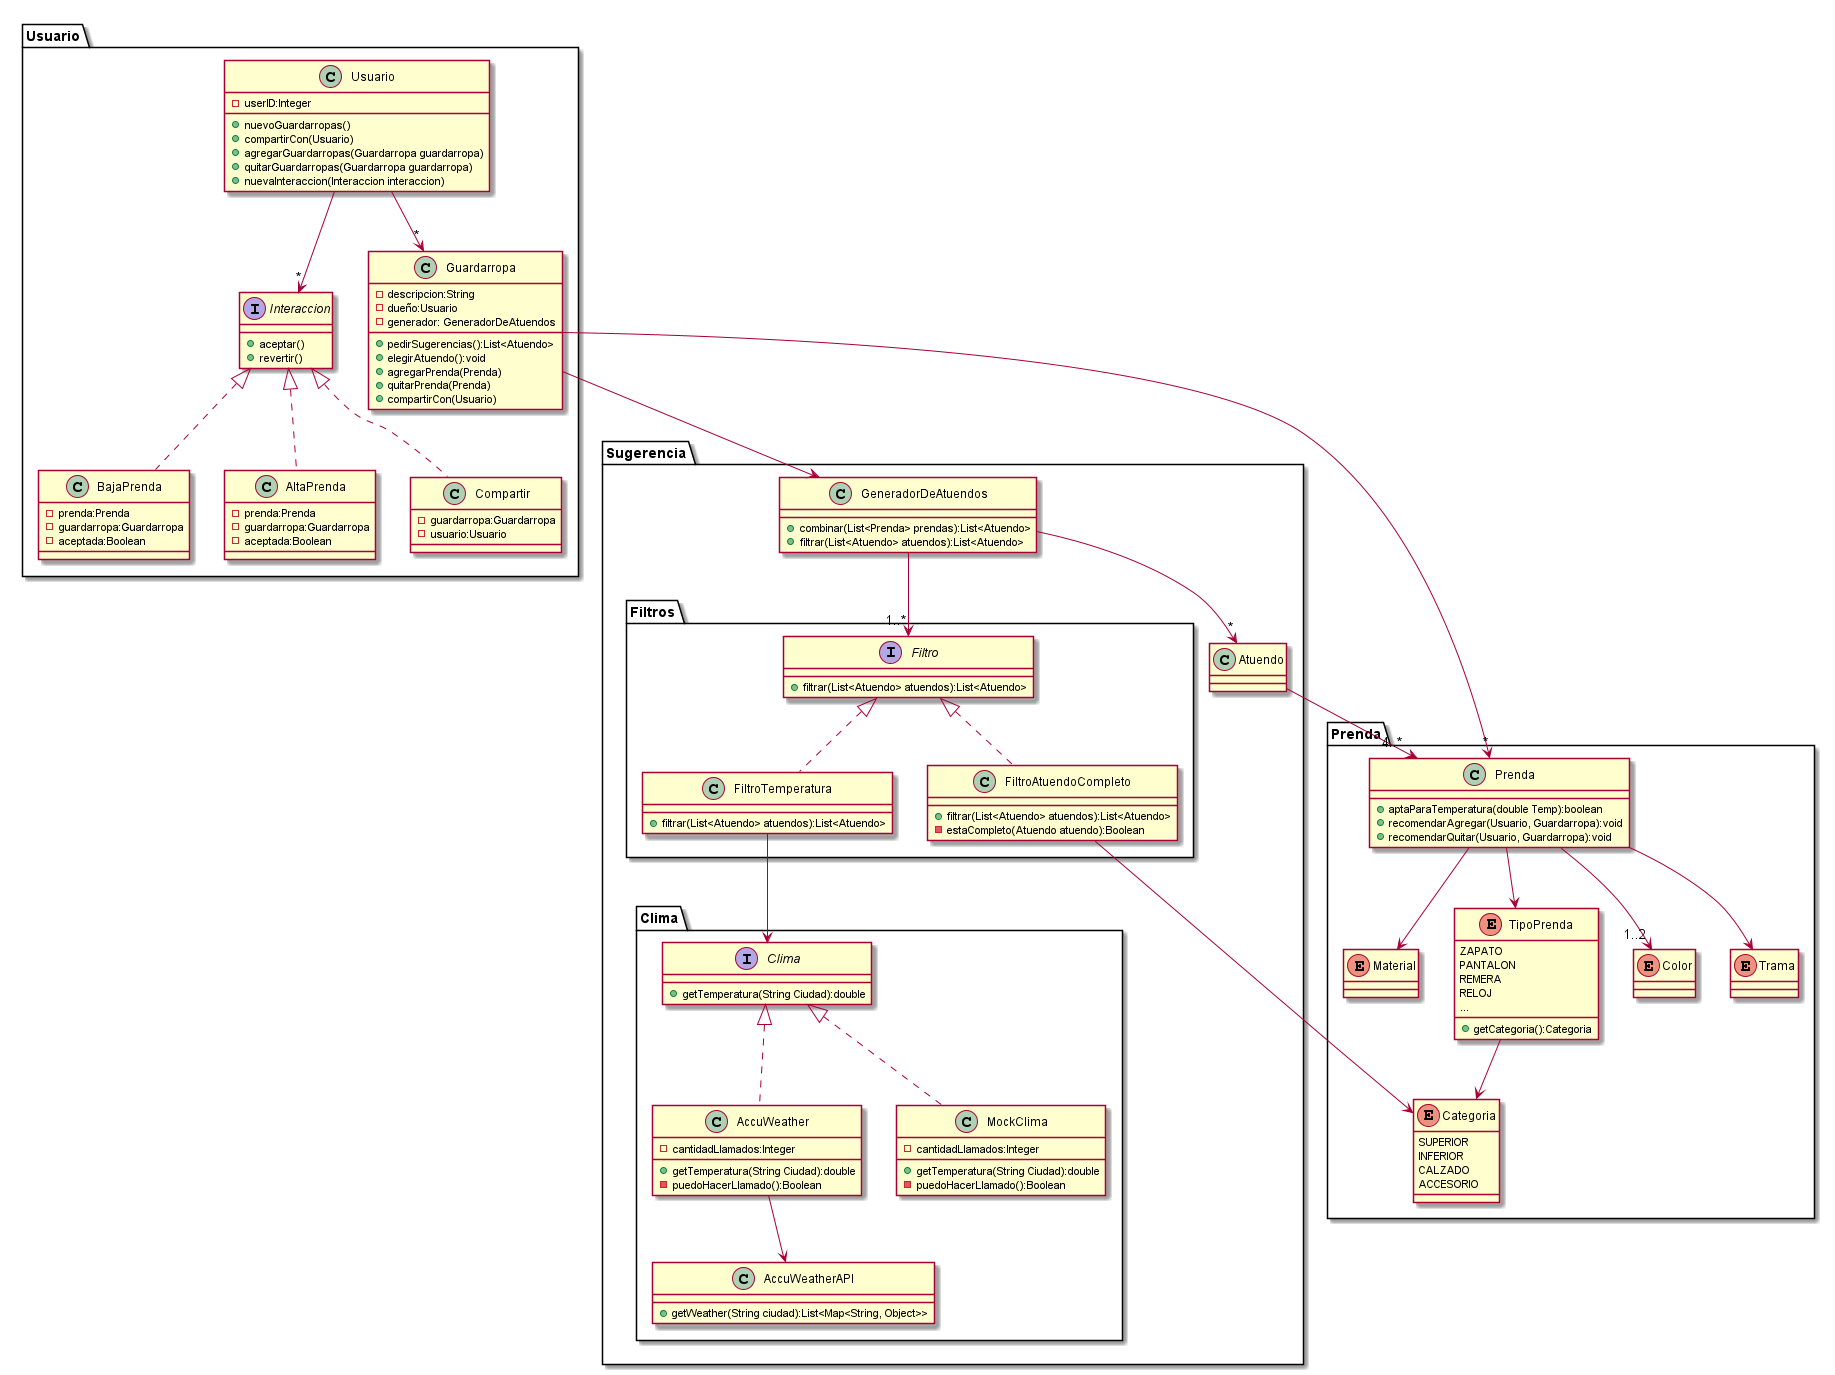 Usuario
C Usuario
userID:Integer
nuevoGuardarropas()
compartirCon(Usuario)
agregarGuardarropas(Guardarropa guardarropa)
quitarGuardarropas(Guardarropa guardarropa)
nuevaInteraccion(Interaccion interaccion)
*
*
C Guardarropa
descripcion:String
dueño:Usuario
generador: GeneradorDeAtuendos
pedirSugerencias():List<Atuendo>
elegirAtuendo():void
agregarPrenda(Prenda)
quitarPrenda(Prenda)
compartirCon(Usuario)
I Interaccion
aceptar()
revertir()
C BajaPrenda
prenda:Prenda
guardarropa:Guardarropa
aceptada:Boolean
C AltaPrenda
prenda:Prenda
guardarropa:Guardarropa
aceptada:Boolean
C Compartir
guardarropa:Guardarropa
usuario:Usuario
Sugerencia
C GeneradorDeAtuendos
combinar(List<Prenda> prendas):List<Atuendo>
filtrar(List<Atuendo> atuendos):List<Atuendo>
Filtros
1..*
*
I Filtro
filtrar(List<Atuendo> atuendos):List<Atuendo>
C Atuendo
C FiltroTemperatura
filtrar(List<Atuendo> atuendos):List<Atuendo>
C FiltroAtuendoCompleto
filtrar(List<Atuendo> atuendos):List<Atuendo>
estaCompleto(Atuendo atuendo):Boolean
Prenda
4..*
*
C Prenda
aptaParaTemperatura(double Temp):boolean
recomendarAgregar(Usuario, Guardarropa):void
recomendarQuitar(Usuario, Guardarropa):void
E Material
E TipoPrenda
ZAPATO
PANTALON
REMERA
RELOJ
...
getCategoria():Categoria
1..2
E Color
E Trama
E Categoria
SUPERIOR
INFERIOR
CALZADO
ACCESORIO
Clima
I Clima
getTemperatura(String Ciudad):double
C AccuWeather
cantidadLlamados:Integer
getTemperatura(String Ciudad):double
puedoHacerLlamado():Boolean
C MockClima
cantidadLlamados:Integer
getTemperatura(String Ciudad):double
puedoHacerLlamado():Boolean
C AccuWeatherAPI
getWeather(String ciudad):List<Map<String, Object>>